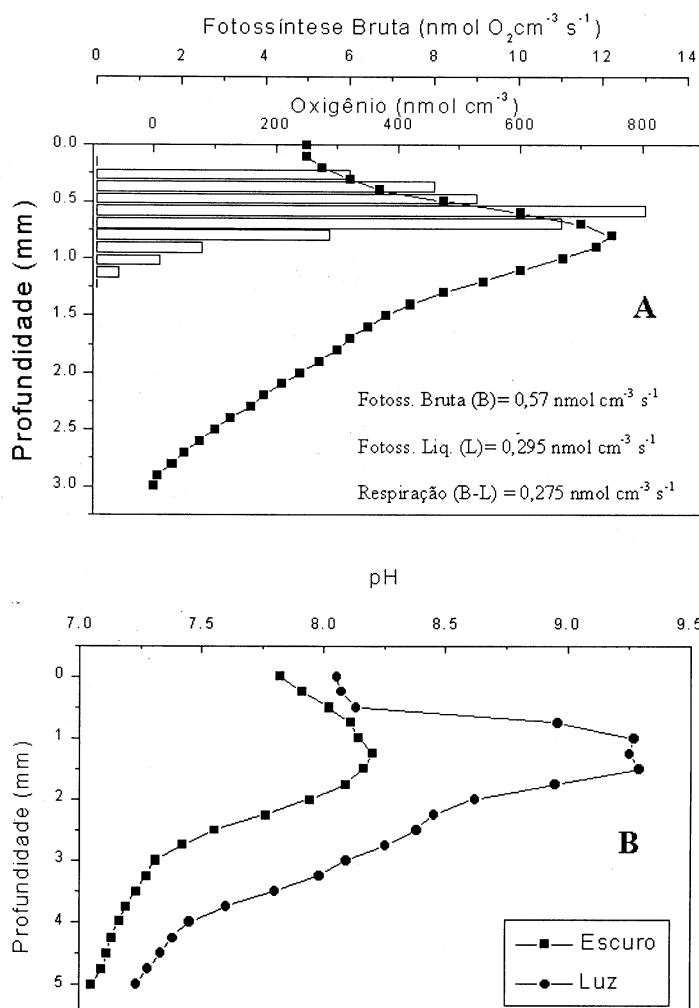 Fotossíntese Bruta (nmol O2cm-3 s-1)
0 2 4 6 8 10 12 14
Oxigênio (nmol cm-3)
0 200 400 600 800
Profundidade (mm)
0.0
0.5
1.0
1.5
2.0
2.5
3.0
A
Fotoss. Bruta (B)= 0,57 nmol cm-3 s-1
Fotoss. Liq. (L)= 0,295 nmol cm-3 s-1
Respiração (B-L) = 0,275 nmol cm-3 s-1
pH
7.0 7.5 8.0 8.5 9.0 9.5
Profundidade (mm)
0
1
2
3
4
5
B
Escuro
Luz